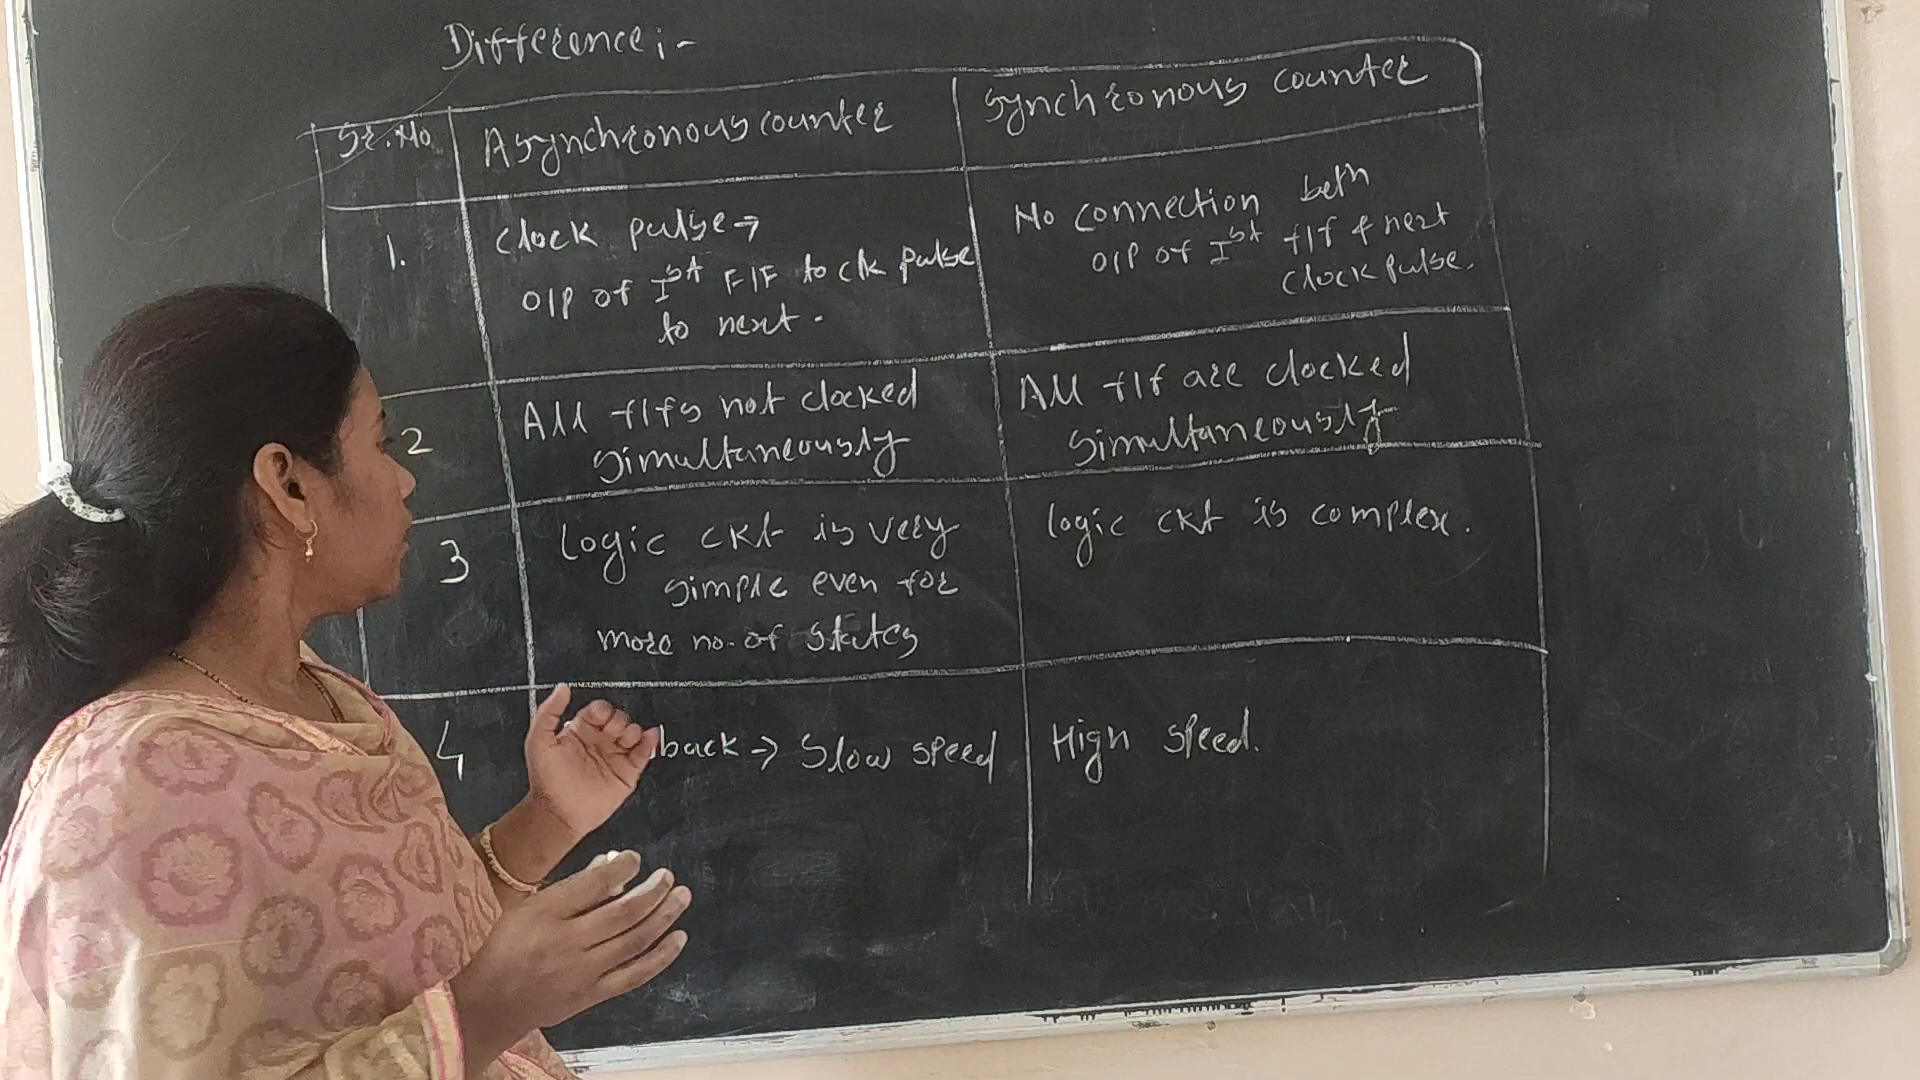 Difference :-
Sr. No Asynchronous counter Synchronous counter
1. Clock pulse →
O/P of Ist F/F to clk pulse
to next.
No connection betn
O/P of Ist f/f & next
clock pulse.
2 All f/fs not clocked
simultaneously
All f/f are clocked
simultaneously
3 Logic ckt is very
simple even for
more no. of states
Logic ckt is complex.
4 back → Slow speed
High speed.